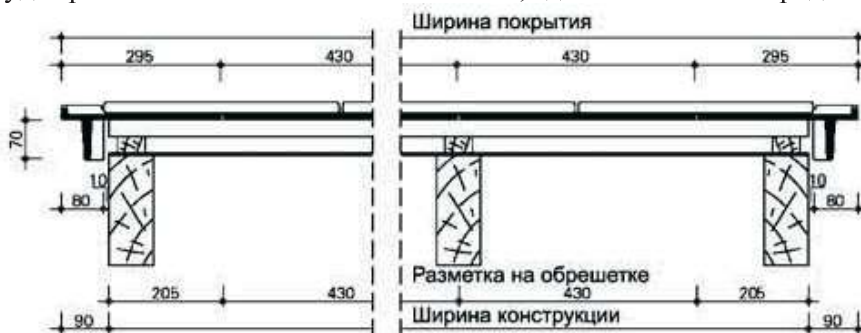 Ширина покрытия
295 430 430 295
70
10 10
80 80
Разметка на обрешетке
205 430 430 205
Ширина конструкции
90 90